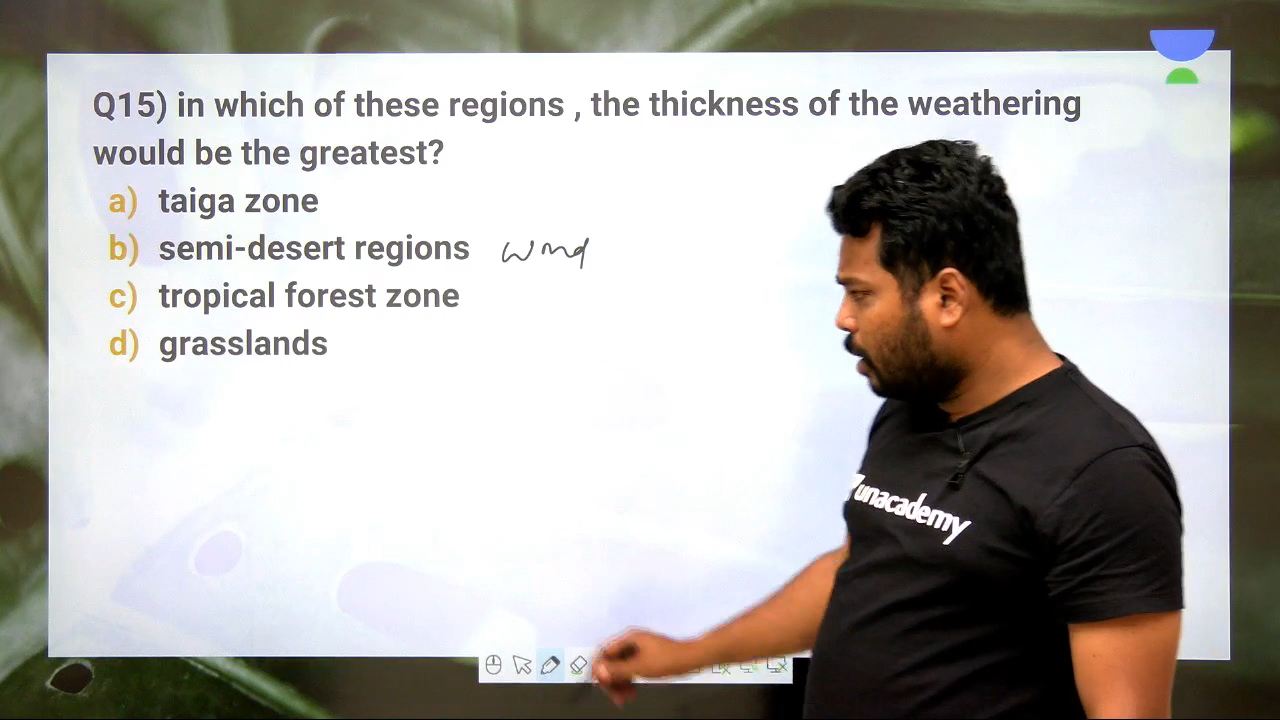 Q15) in which of these regions , the thickness of the weathering
would be the greatest?
a) taiga zone
b) semi-desert regions wind
c) tropical forest zone
d) grasslands
unacademy